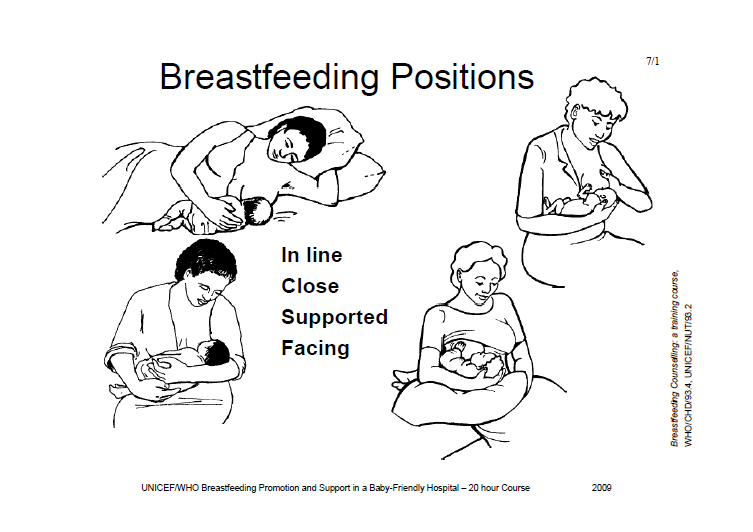 7/1
Breastfeeding Positions
In line
Close
Supported
Facing
Breastfeeding Counselling: a training course,
WHO/CHD/93.4, UNICEF/NUT/93.2
UNICEF/WHO Breastfeeding Promotion and Support in a Baby-Friendly Hospital – 20 hour Course 2009